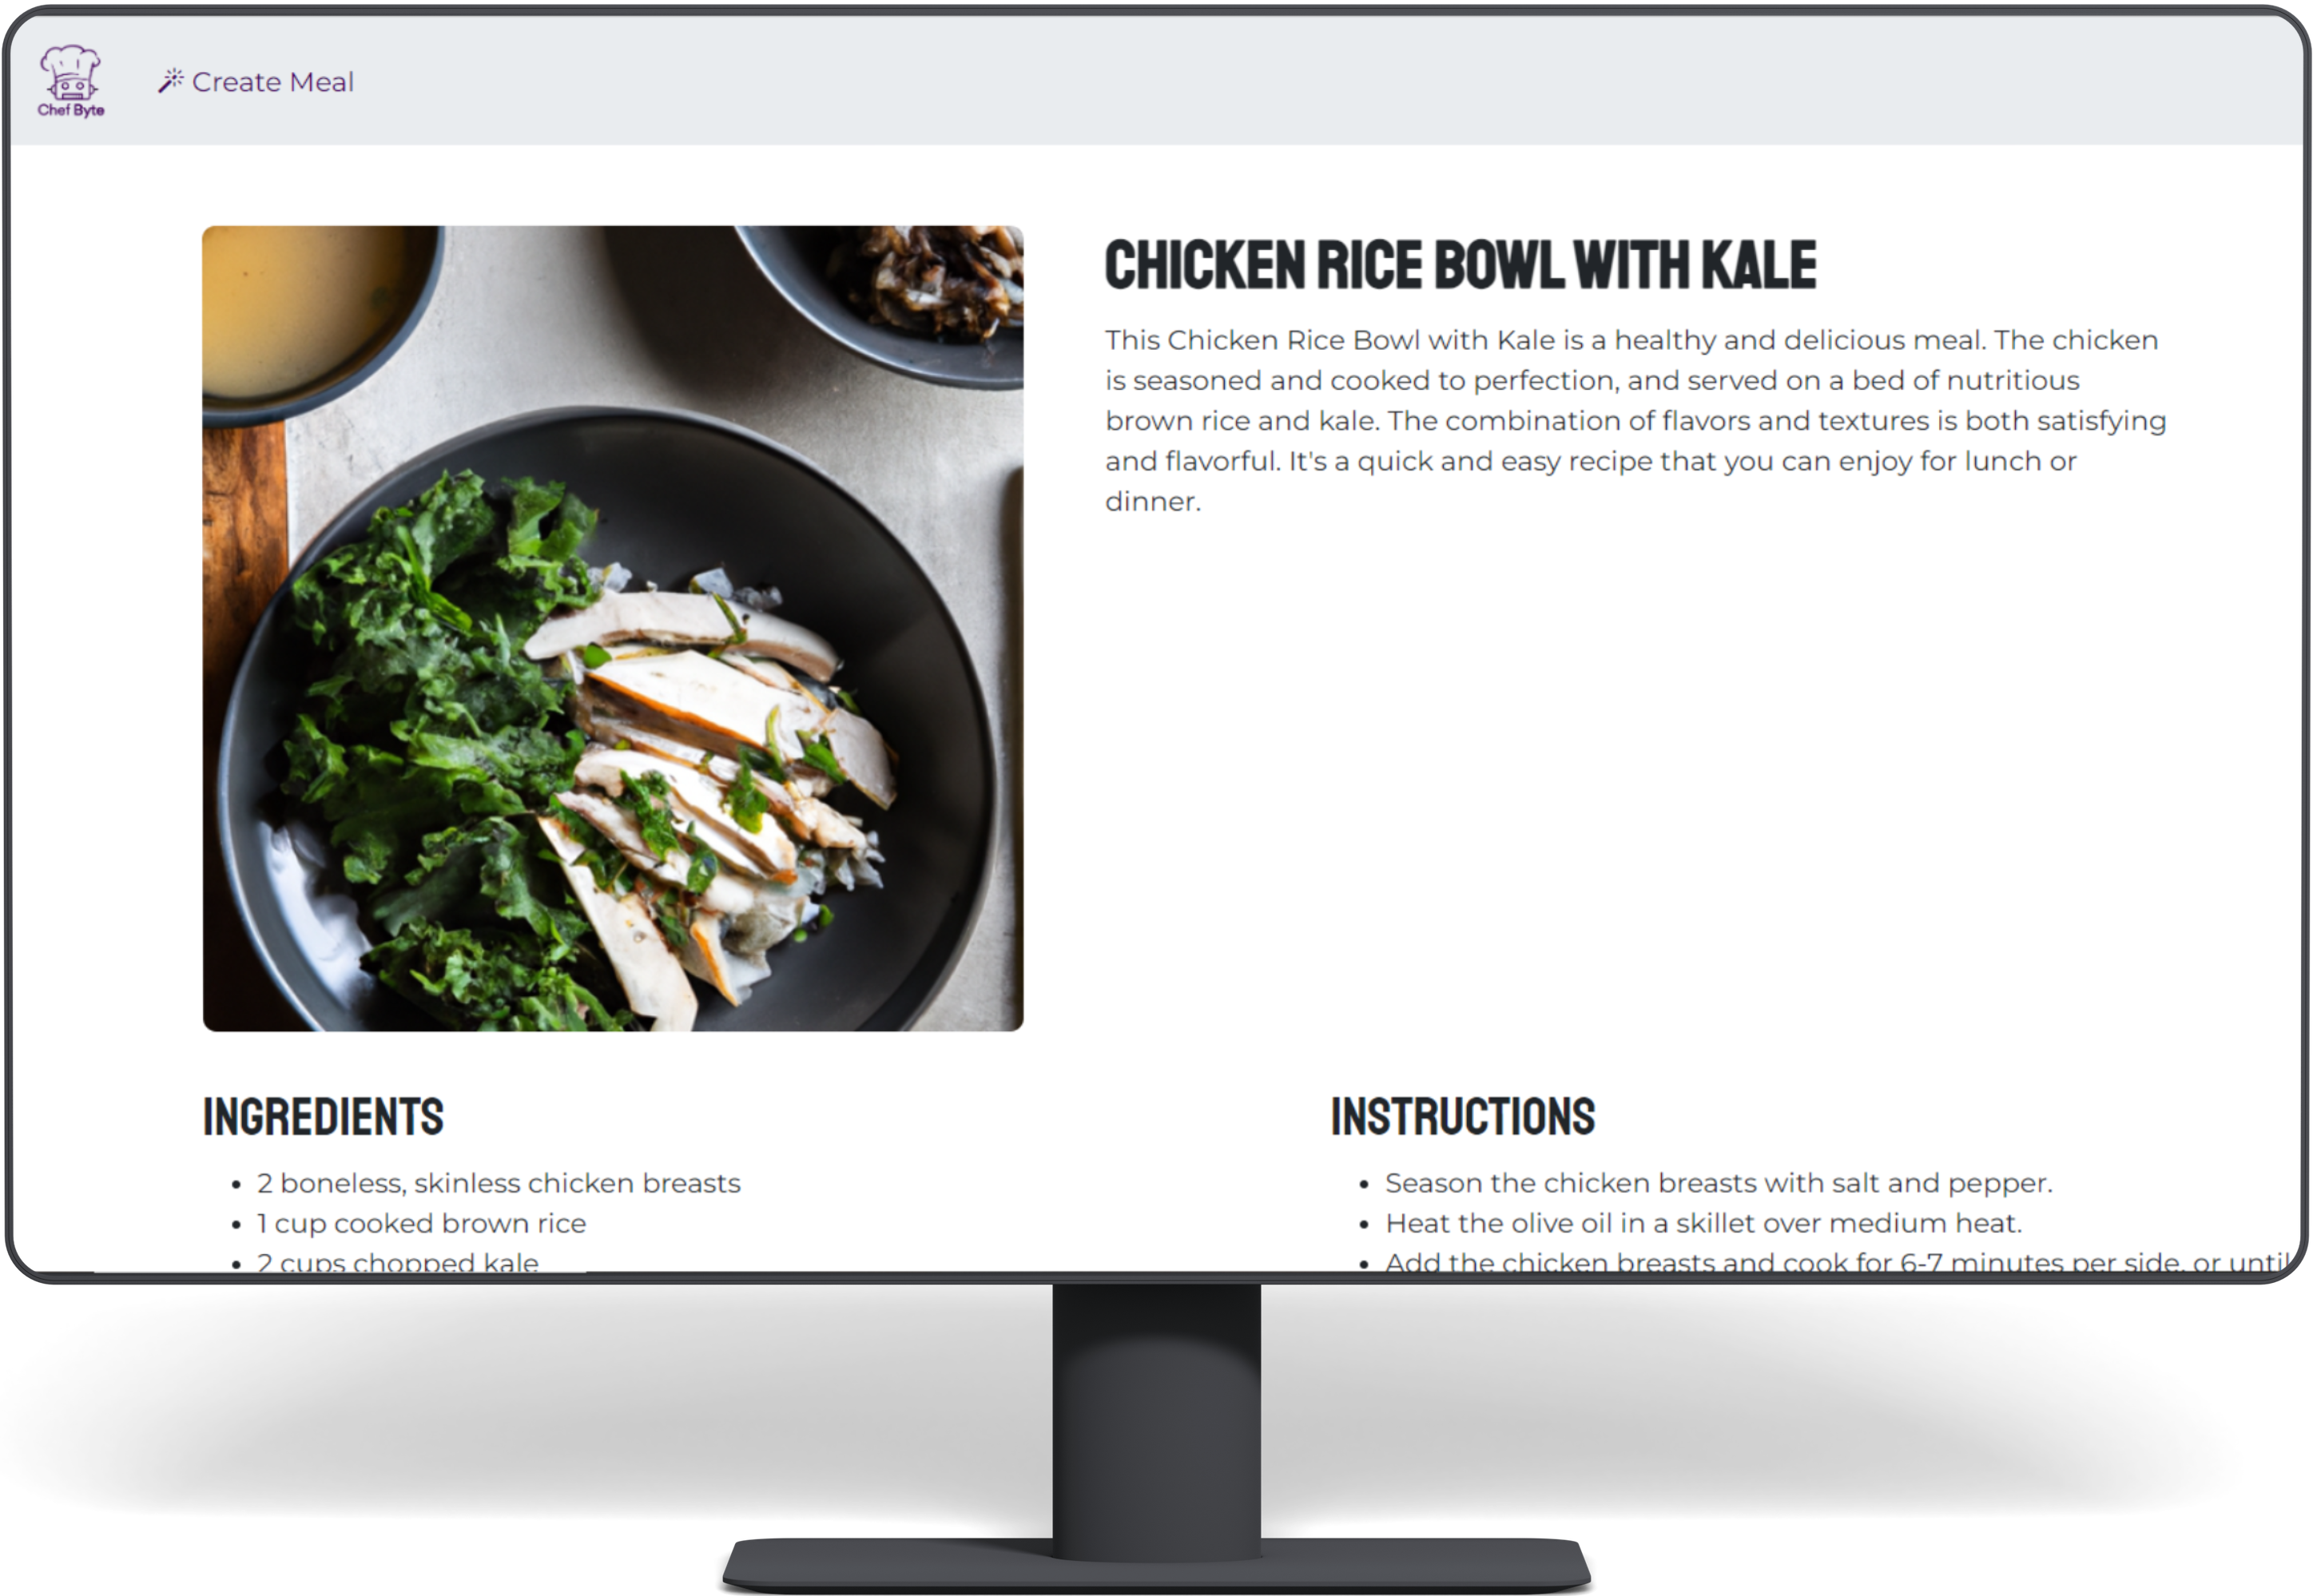 Chef Byte
Create Meal
CHICKEN RICE BOWL WITH KALE
This Chicken Rice Bowl with Kale is a healthy and delicious meal. The chicken
is seasoned and cooked to perfection, and served on a bed of nutritious
brown rice and kale. The combination of flavors and textures is both satisfying
and flavorful. It's a quick and easy recipe that you can enjoy for lunch or
dinner.
INGREDIENTS
2 boneless, skinless chicken breasts
1 cup cooked brown rice
2 cups chopped kale
INSTRUCTIONS
Season the chicken breasts with salt and pepper.
Heat the olive oil in a skillet over medium heat.
Add the chicken breasts and cook for 6-7 minutes per side, or until